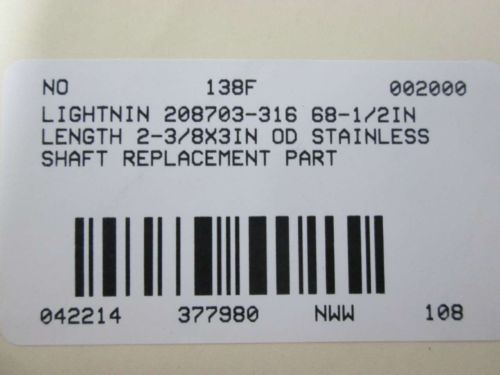 NO 138F 002000
LIGHTNIN 208703-316 68-1/2IN
LENGTH 2-3/8X3IN OD STAINLESS
SHAFT REPLACEMENT PART
042214 377980 NWW 108